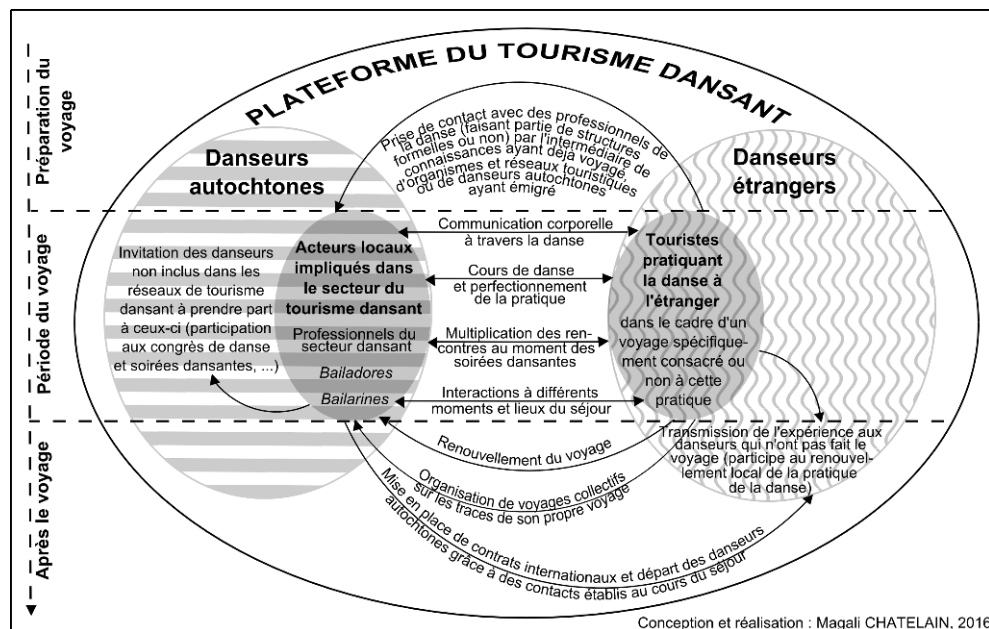 PLATEFORME DU TOURISME DANSANT
Préparation du
voyage
Danseurs
autochtones
Prise de contact avec des professionnels de
la danse (faisant partie de structures
formelles ou non) par l'intermédiaire de
connaissances ayant déjà voyagé,
d'organismes et réseaux touristiques
ou de danseurs autochtones
ayant émigré
Danseurs
étrangers
Période du voyage
Invitation des danseurs
non inclus dans les
réseaux de tourisme
dansant à prendre part
à ceux-ci (participation
aux congrès de danse
et soirées dansantes, ...)
Acteurs locaux
impliqués dans
le secteur du
tourisme dansant
Professionnels du
secteur dansant
Bailadores
Bailarines
Communication corporelle
à travers la danse
Cours de danse
et perfectionnement
de la pratique
Multiplication des ren-
contres au moment des
soirées dansantes
Interactions à différents
moments et lieux du séjour
Touristes
pratiquant
la danse à
l'étranger
dans le cadre d'un
voyage spécifique-
ment consacré ou
non à cette
pratique
Après le voyage
Renouvellement du voyage
Organisation de voyages collectifs
sur les traces de son propre voyage
Mise en place de contrats internationaux et départ des danseurs
autochtones grâce à des contacts établis au cours du séjour
Transmission de l'expérience aux
danseurs qui n'ont pas fait le
voyage (participe au renouvel-
lement local de la pratique
de la danse)
Conception et réalisation : Magali CHATELAIN, 2016